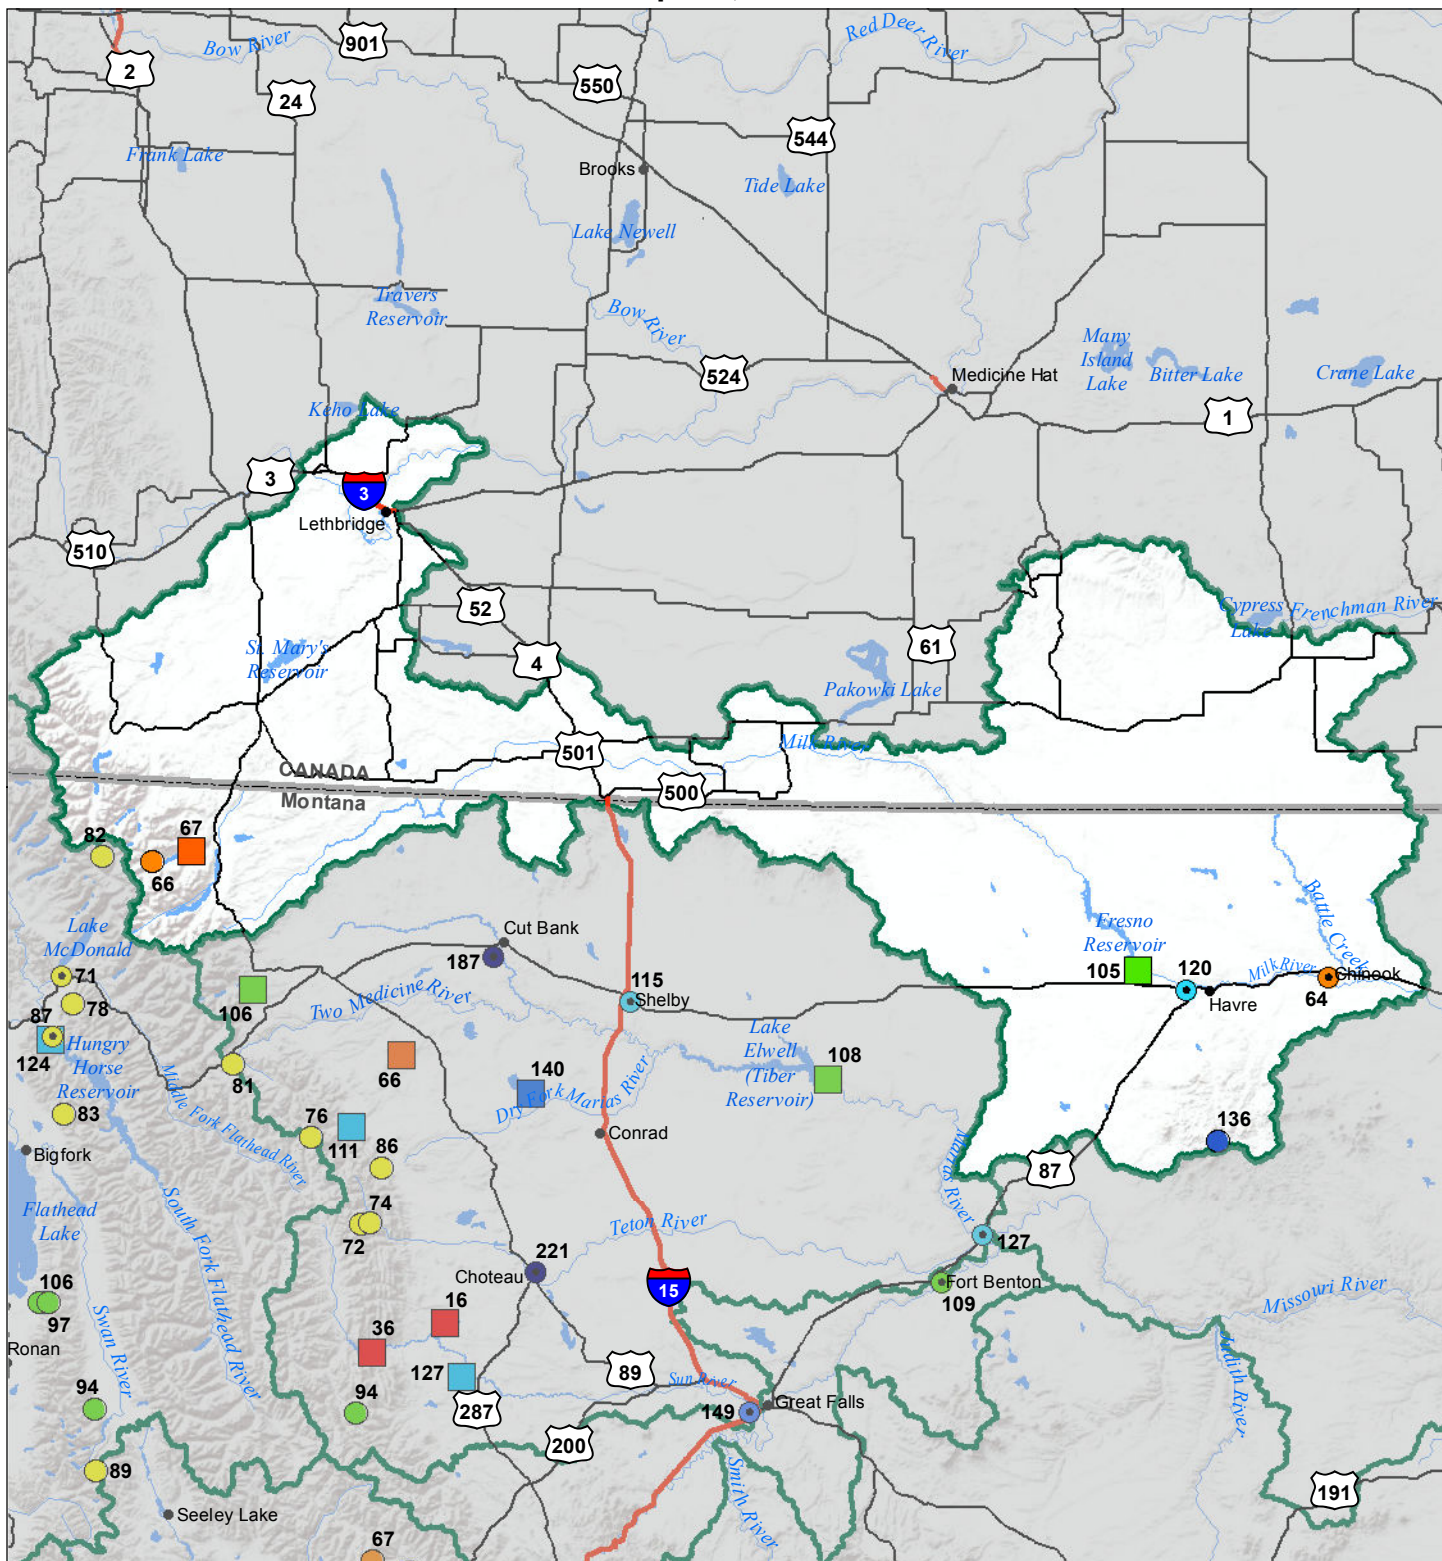 901
Bow River
Red Deer River
2
24
550
544
Frank Lake
Brooks
Tide Lake
Lake Newell
Travers
Reservoir
Bow River
524
Many
Island
Lake
Bitter Lake
Crane Lake
Medicine Hat
Keho Lake
1
3
3
Lethbridge
510
52
Cypress
Lake
Frenchman River
61
St. Mary's
Reservoir
4
Pakowki Lake
501
Milk River
CANADA
Montana
500
82
67
66
Battle Creek
Lake
McDonald
Cut Bank
Fresno
Reservoir
187
71
106
78
Two Medicine River
115
Shelby
105
120
Milk River
Chinook
Havre
64
87
124
Hungry
Horse
Reservoir
Lake
Elwell
(Tiber
Reservoir)
81
66
140
108
Dry Fork Marias River
Middle Fork Flathead River
83
76
111
Conrad
136
Bigfork
86
Marias River
87
Flathead
Lake
South Fork Flathead River
74
72
Teton River
127
221
Choteau
15
Fort Benton
109
Missouri River
106
97
Ronan
Swan River
16
36
Judith River
127
89
Sun River
94
94
287
149
Great Falls
200
89
Smith River
191
Seeley Lake
67